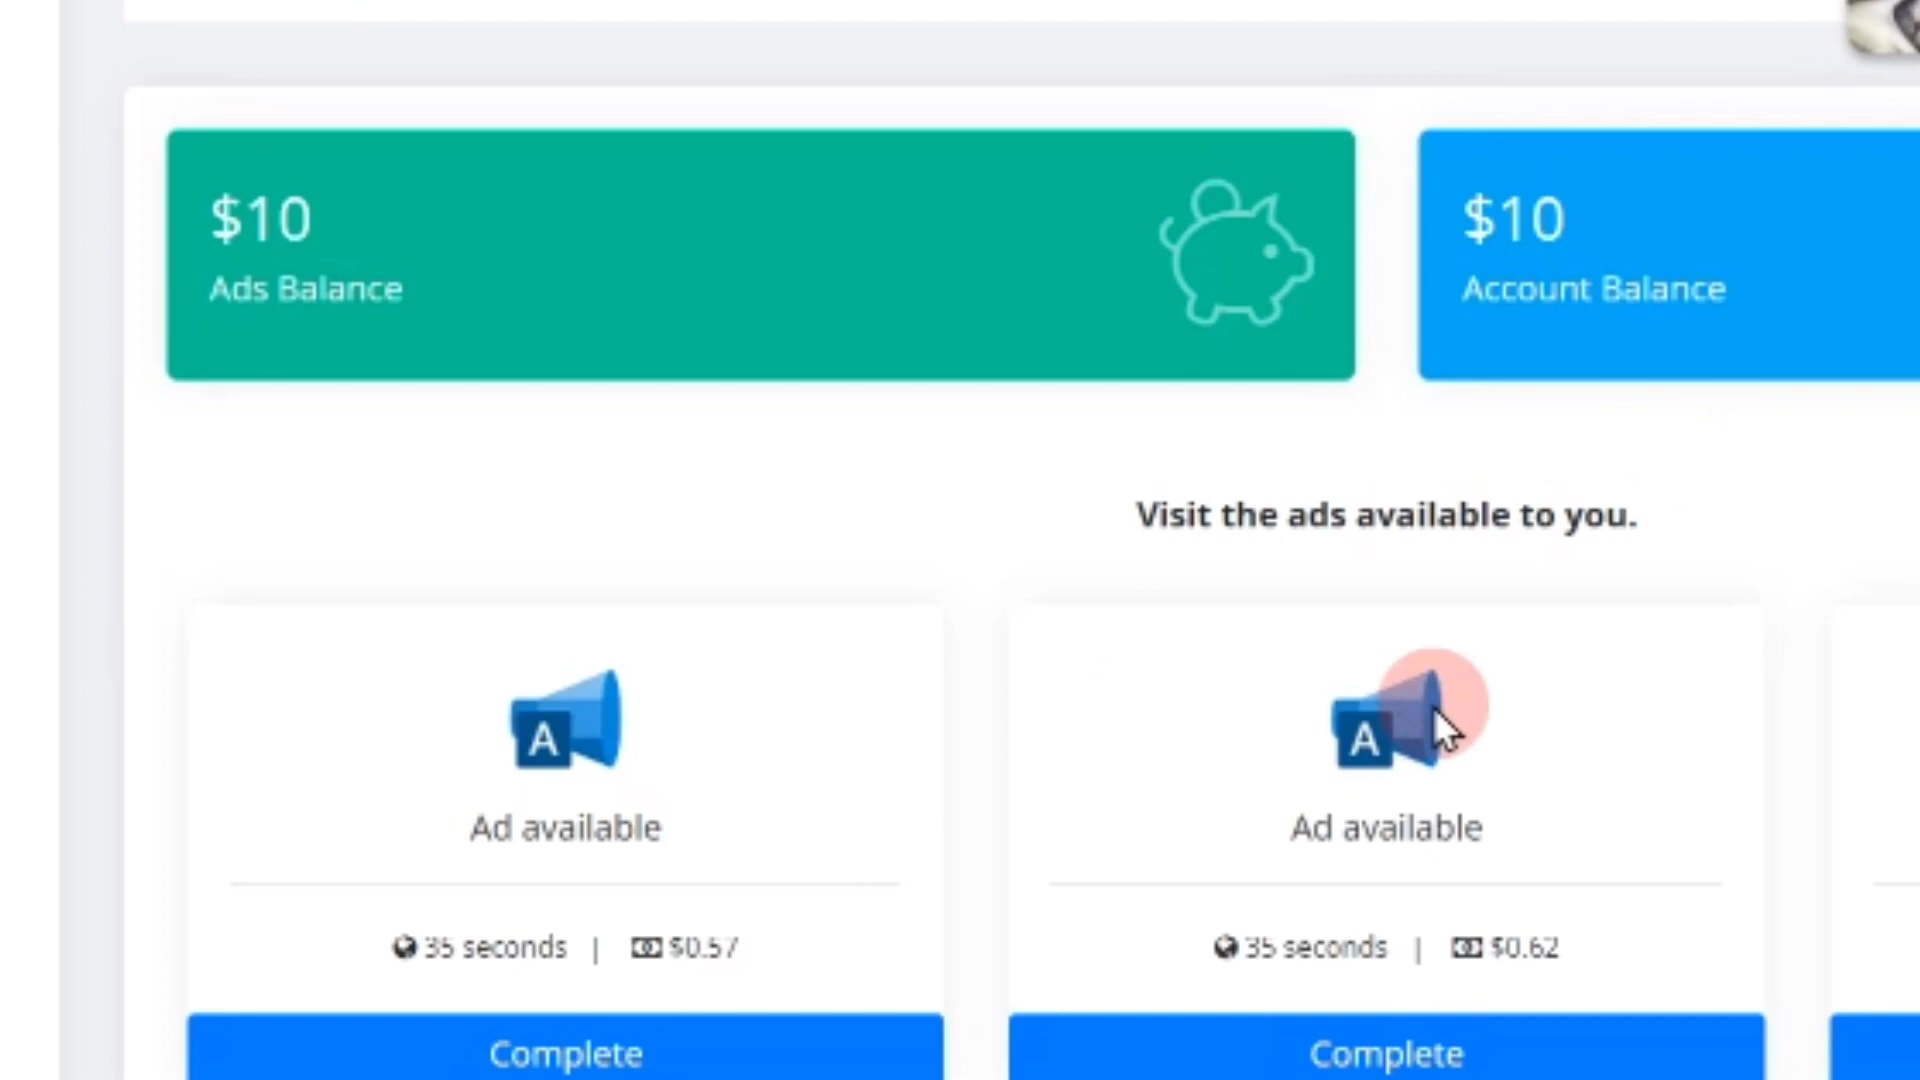 $10
Ads Balance
$10
Account Balance
Visit the ads available to you.
A
Ad available
35 seconds | $0.57
Complete
A
Ad available
35 seconds | $0.62
Complete